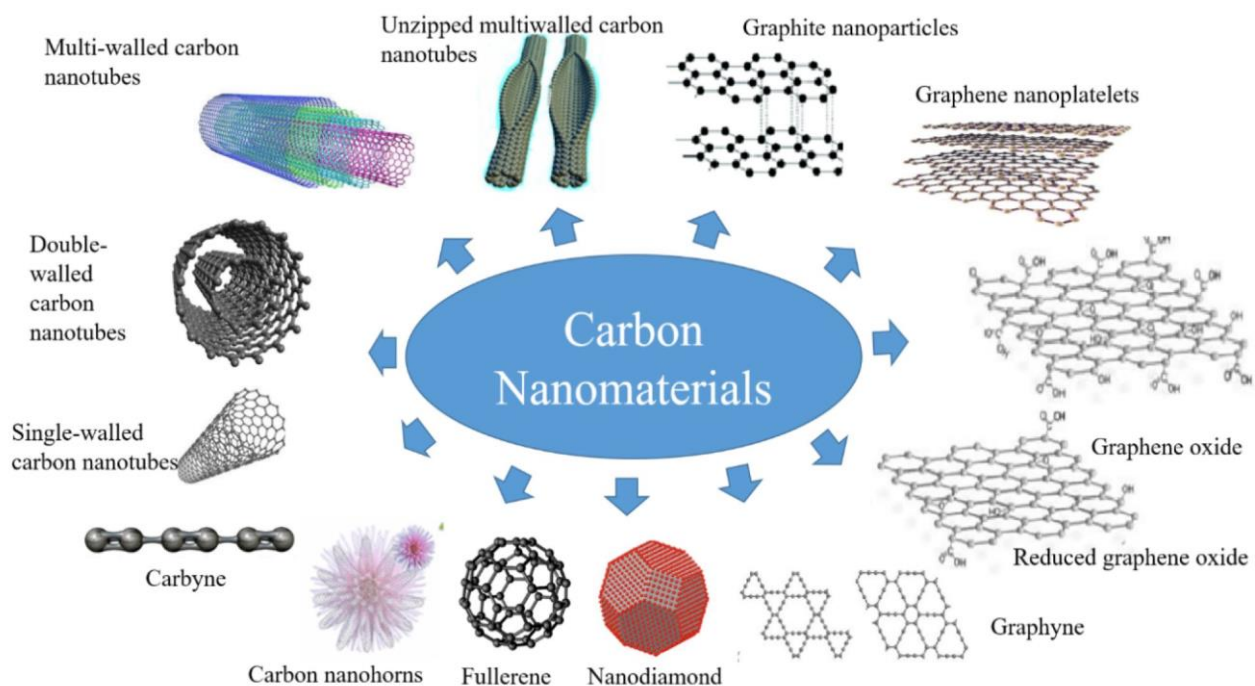 Multi-walled carbon
nanotubes
Unzipped multiwalled carbon
nanotubes
Graphite nanoparticles
Graphene nanoplatelets
Double-
walled
carbon
nanotubes
Carbon
Nanomaterials
Single-walled
carbon nanotubes
Graphene oxide
Reduced graphene oxide
Carbyne
Graphyne
Carbon nanohorns
Fullerene
Nanodiamond